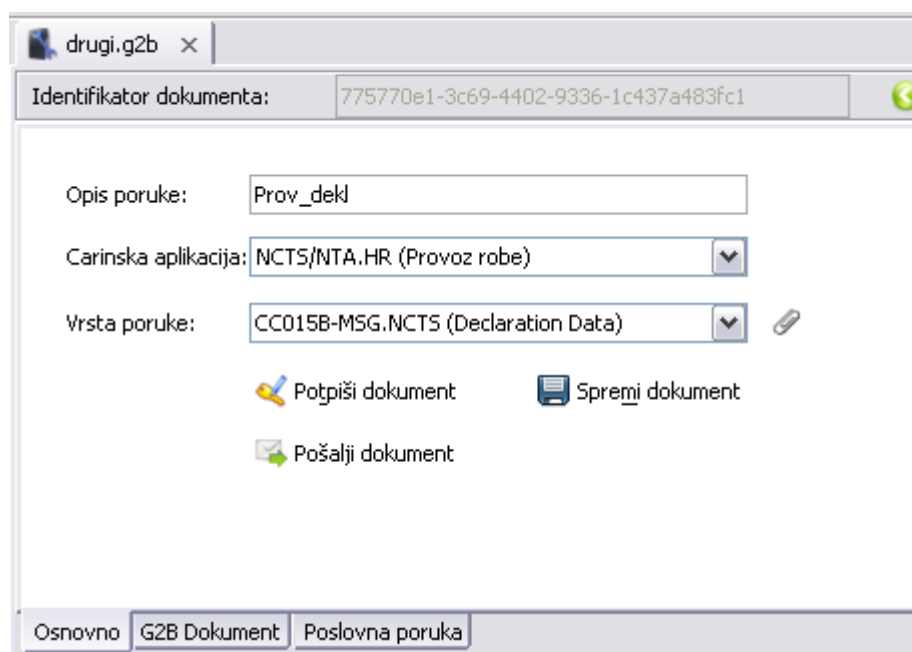 drugi.g2b
Identifikator dokumenta: 775770e1-3c69-4402-9336-1c437a483fc1
Opis poruke: Prov_dekl
Carinska aplikacija: NCTS/NTA.HR (Provoz robe)
Vrsta poruke: CC015B-MSG.NCTS (Declaration Data)
Potpiši dokument Spremi dokument
Pošalji dokument
Osnovno G2B Dokument Poslovna poruka